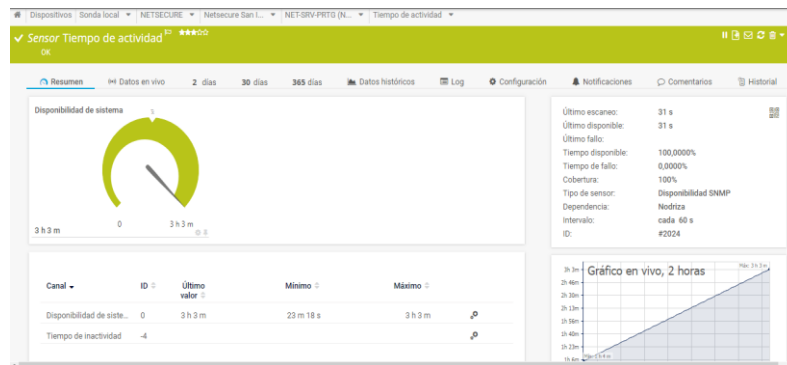 Dispositivos Sonda local NETSECURE Netsecure San I... NET-SRV-PRTG (N... Tiempo de actividad
Sensor Tiempo de actividad
OK
Resumen Datos en vivo 2 días 30 días 365 días Datos históricos Log Configuración Notificaciones Comentarios Historial
Disponibilidad de sistema
0 3 h 3 m
3 h 3 m
Último escaneo: 31 s
Último disponible: 31 s
Último fallo:
Tiempo disponible: 100,0000%
Tiempo de fallo: 0,0000%
Cobertura: 100%
Tipo de sensor: Disponibilidad SNMP
Dependencia: Nodriza
Intervalo: cada 60 s
ID: #2024
Canal ID Último valor Mínimo Máximo
Disponibilidad de siste... 0 3 h 3 m 23 m 18 s 3 h 3 m
Tiempo de inactividad -4
Gráfico en vivo, 2 horas
Máx: 3 h 3 m
3h 3m
2h 46m
2h 30m
2h 13m
1h 56m
1h 40m
1h 23m
1h 6m